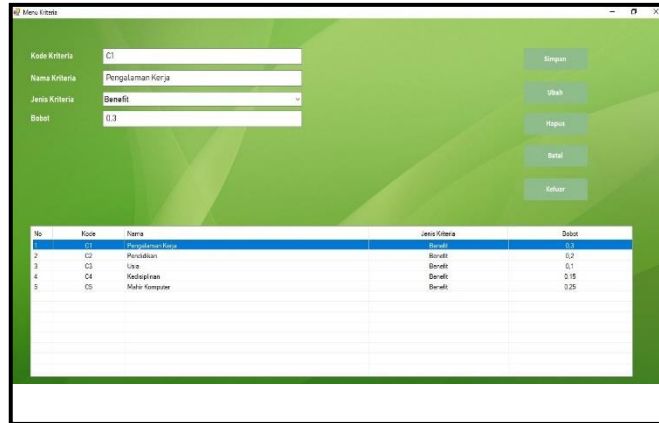 Menu Kriteria
Kode Kriteria C1
Nama Kriteria Pengalaman Kerja
Jenis Kriteria Benefit
Bobot 0,3
Simpan
Ubah
Hapus
Batal
Keluar
No Kode Nama Jenis Kriteria Bobot
1 C1 Pengalaman Kerja Benefit 0,3
2 C2 Pendidikan Benefit 0,2
3 C3 Usia Benefit 0,1
4 C4 Kedisiplinan Benefit 0.15
5 C5 Mahir Komputer Benefit 0.25